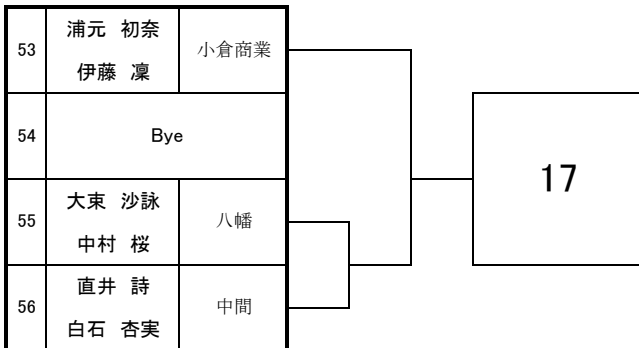 53 浦元 初奈 小倉商業
伊藤 凜
54 Bye
55 大東 沙詠 八幡
中村 桜
56 直井 詩 中間
白石 杏実
17